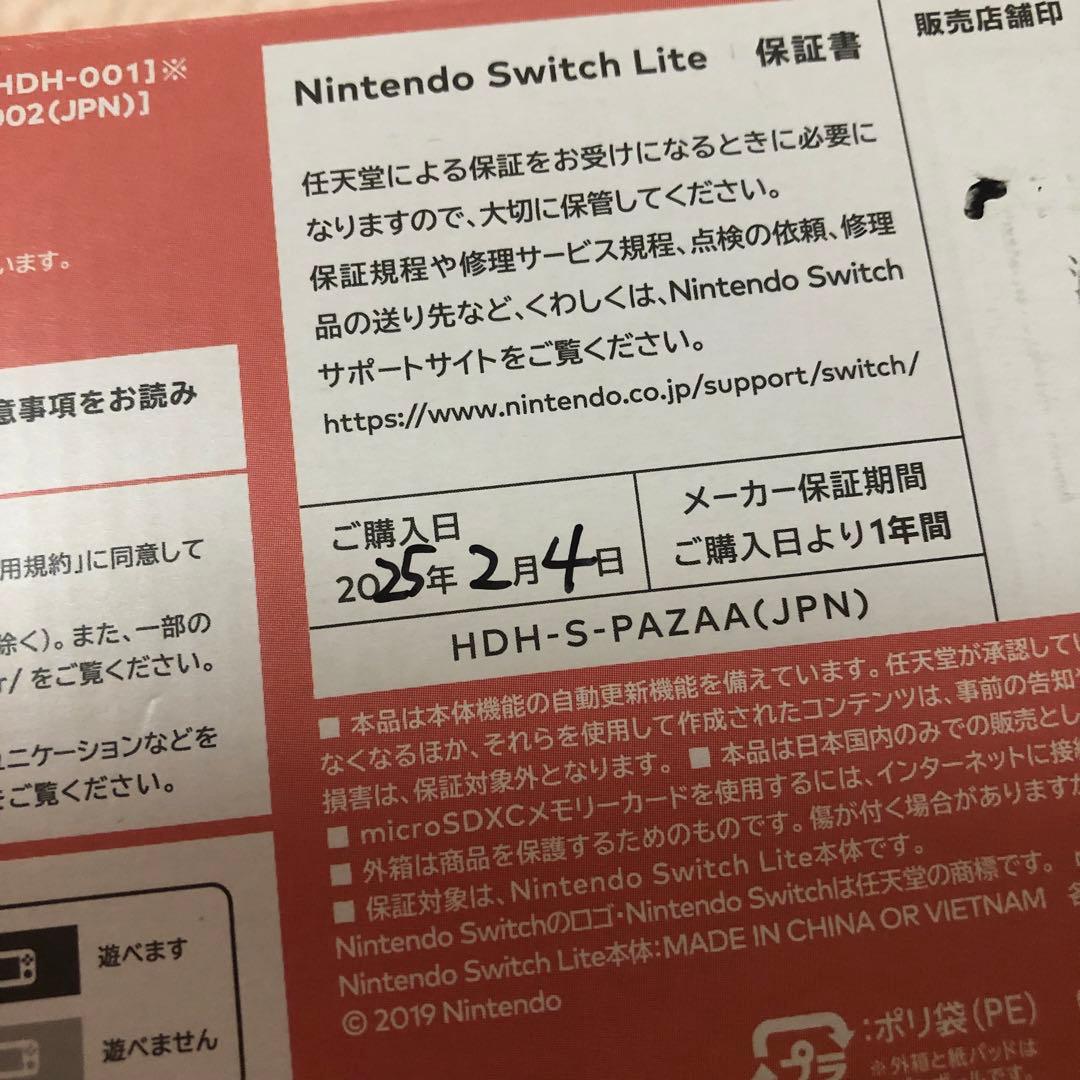 HDH-001]※
002(JPN)]
います。
意事項をお読み
用規約」に同意して
除く)。また、一部の
r/ をご覧ください。
ュニケーションなどを
をご覧ください。
遊べます
遊べません
Nintendo Switch Lite 保証書
任天堂による保証をお受けになるときに必要に
なりますので、大切に保管してください。
保証規程や修理サービス規程、点検の依頼、修理
品の送り先など、くわしくは、Nintendo Switch
サポートサイトをご覧ください。
https://www.nintendo.co.jp/support/switch/
ご購入日
2025年 2月4日
メーカー保証期間
ご購入日より1年間
HDH-S-PAZAA(JPN)
販売店舗印
■ 本品は本体機能の自動更新機能を備えています。任天堂が承認してい
なくなるほか、それらを使用して作成されたコンテンツは、事前の告知や
損害は、保証対象外となります。 ■ 本品は日本国内のみでの販売とし
■ microSDXCメモリーカードを使用するには、インターネットに接続
■ 外箱は商品を保護するためのものです。傷が付く場合がありますが
■ 保証対象は、Nintendo Switch Lite本体です。
Nintendo Switchのロゴ・Nintendo Switchは任天堂の商標です。
Nintendo Switch Lite本体：MADE IN CHINA OR VIETNAM
© 2019 Nintendo
プラ :ポリ袋(PE)
※外箱と紙パッドは